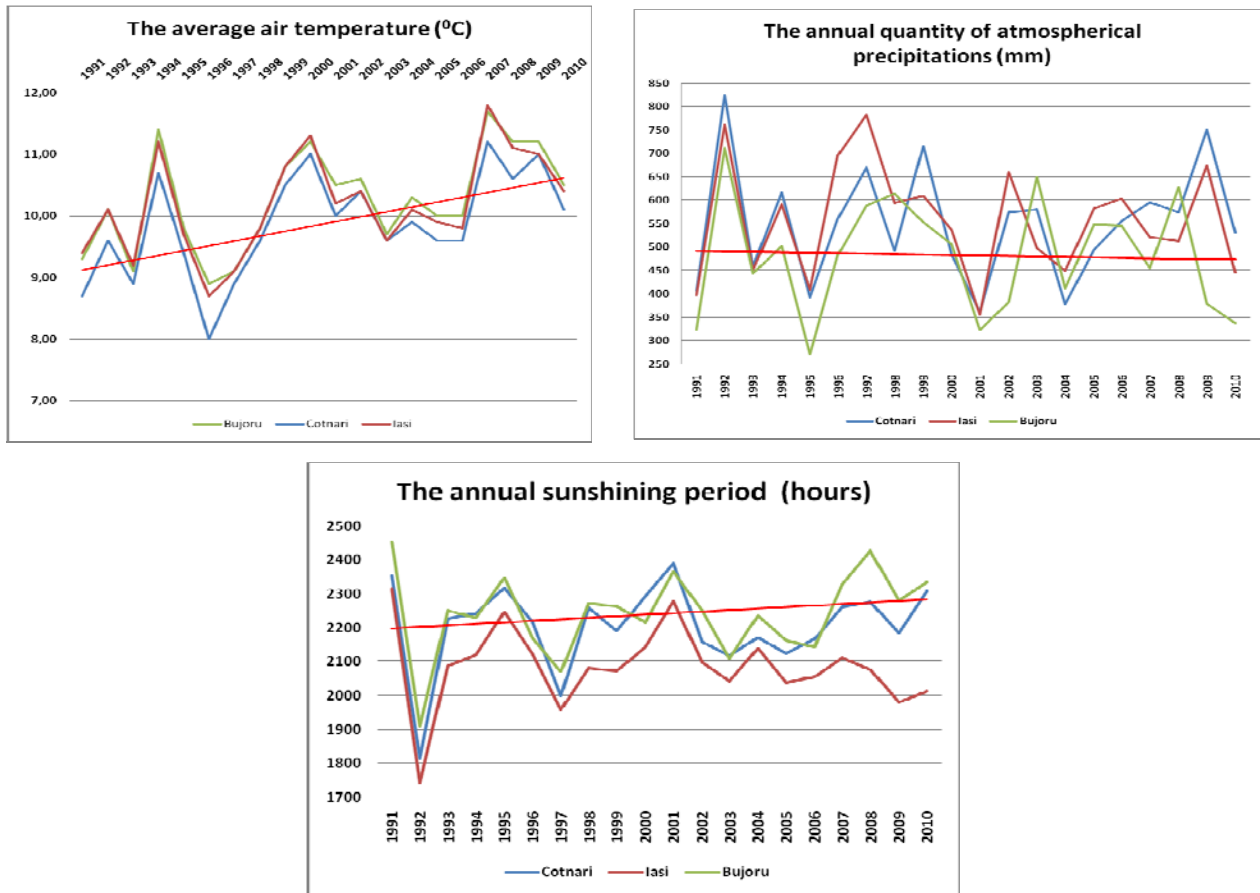 The average air temperature (⁰C)
1991 1992 1993 1994 1995 1996 1997 1998 1999 2000 2001 2002 2003 2004 2005 2006 2007 2008 2009 2010
12,00
11,00
10,00
9,00
8,00
7,00
Bujoru Cotnari Iasi
The annual quantity of atmospherical
precipitations (mm)
850
800
750
700
650
600
550
500
450
400
350
300
250
1991 1992 1993 1994 1995 1996 1997 1998 1999 2000 2001 2002 2003 2004 2005 2006 2007 2008 2009 2010
Cotnari Iasi Bujoru
The annual sunshining period (hours)
2500
2400
2300
2200
2100
2000
1900
1800
1700
1991 1992 1993 1994 1995 1996 1997 1998 1999 2000 2001 2002 2003 2004 2005 2006 2007 2008 2009 2010
Cotnari Iasi Bujoru